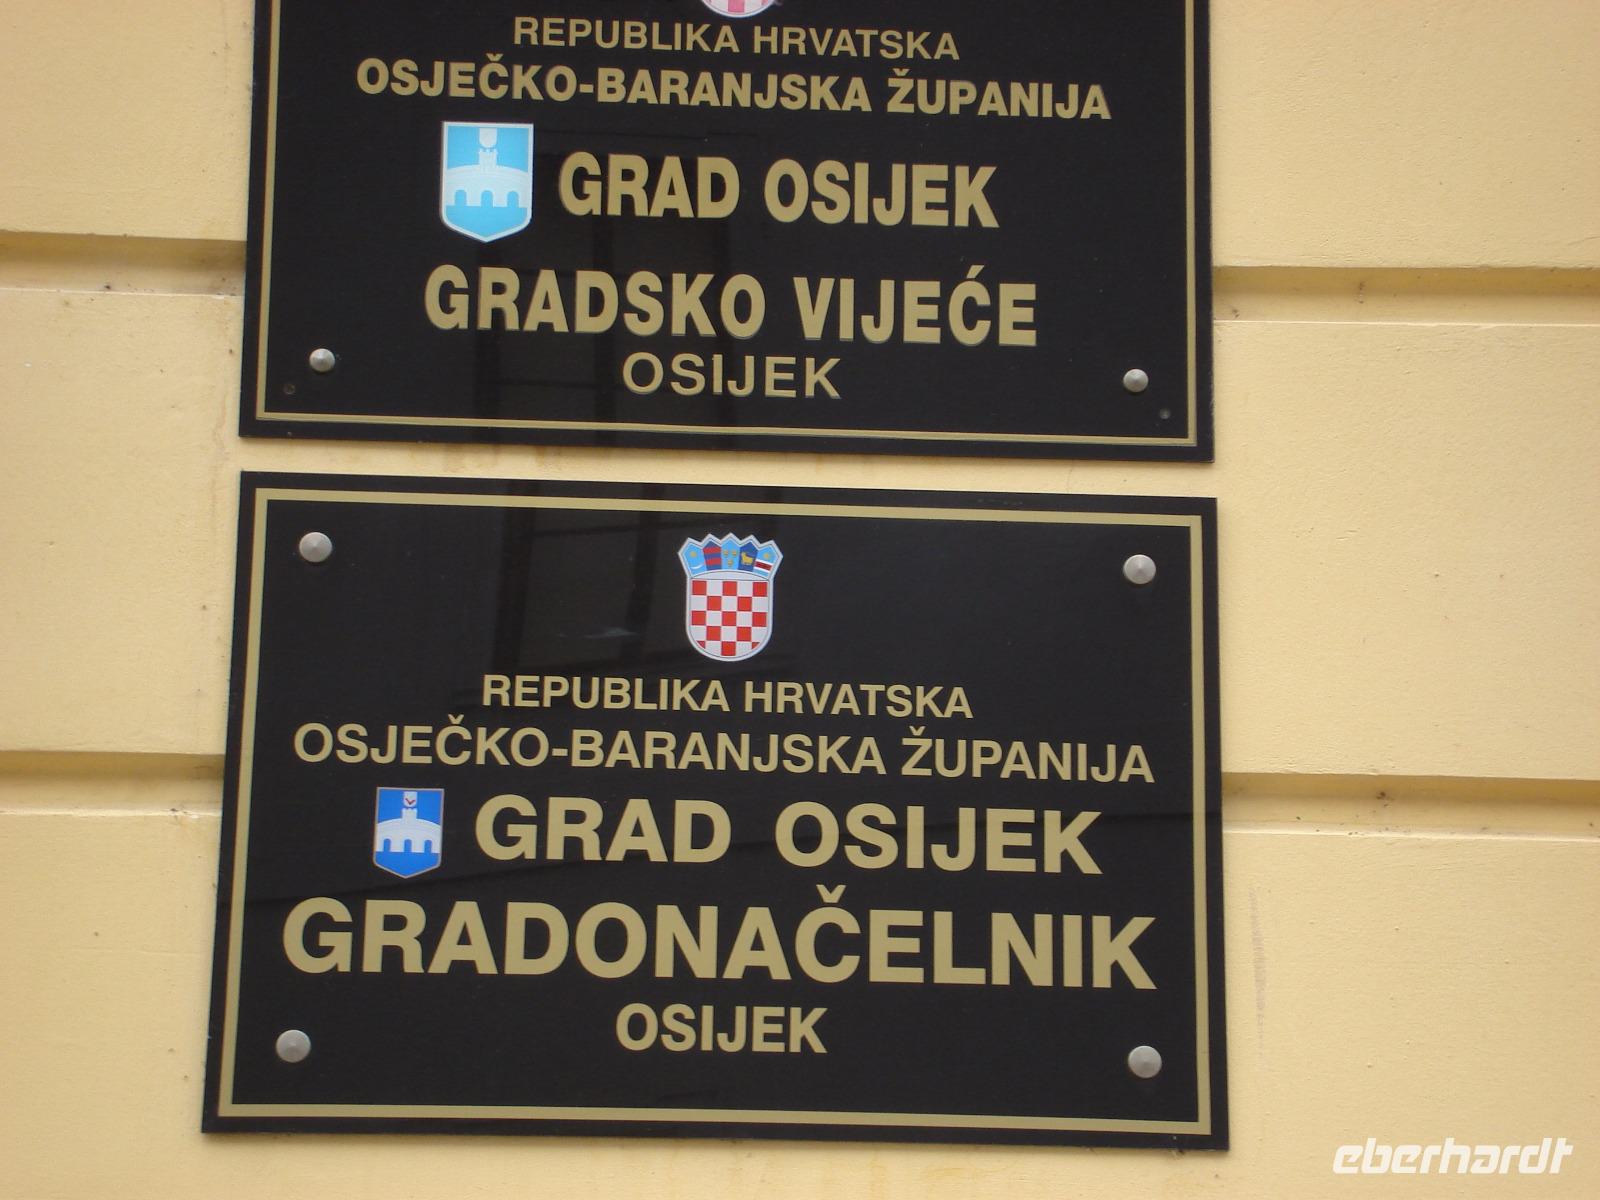 REPUBLIKA HRVATSKA
OSJEČKO-BARANJSKA ŽUPANIJA
GRAD OSIJEK
GRADSKO VIJEĆE
OSIJEK
REPUBLIKA HRVATSKA
OSJEČKO-BARANJSKA ŽUPANIJA
GRAD OSIJEK
GRADONAČELNIK
OSIJEK
eberhardt